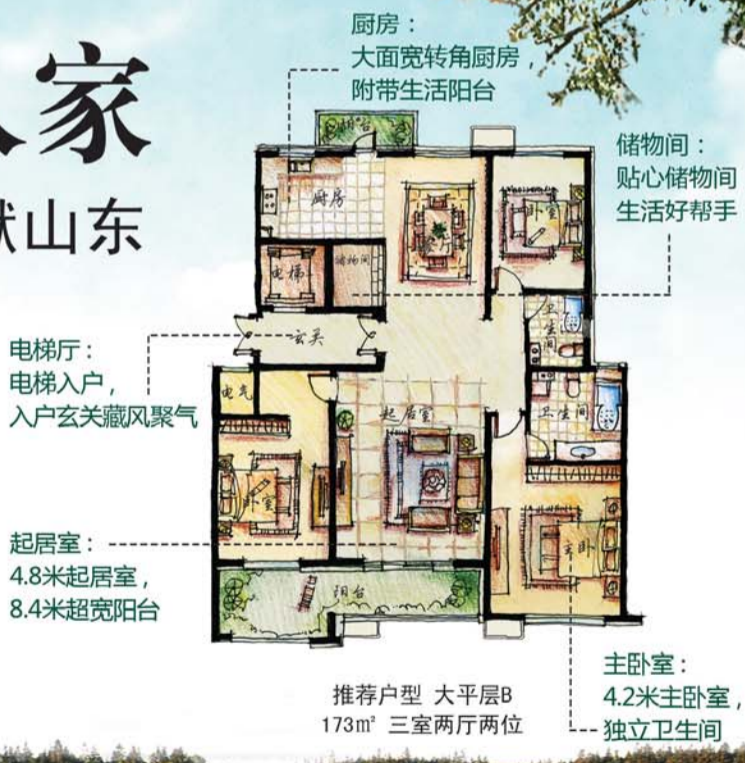 家
山东
厨房：
大面宽转角厨房，
附带生活阳台
储物间：
贴心储物间
生活好帮手
阳台
厨房
卧室
电梯
储物间
卫生间
玄关
电梯厅：
电梯入户，
入户玄关藏风聚气
电气
起居室
卫生间
卧室
主卧
起居室：
4.8米起居室，
8.4米超宽阳台
阳台
主卧室：
4.2米主卧室，
独立卫生间
推荐户型 大平层B
173㎡ 三室两厅两位